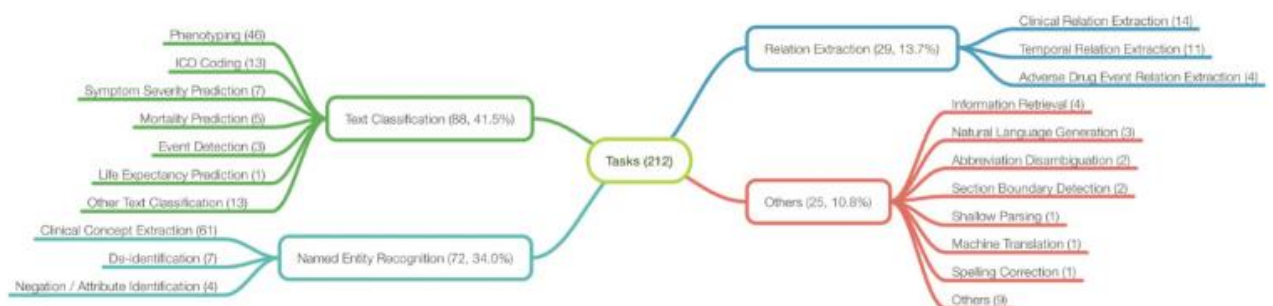 Phenotyping (46)
ICD Coding (13)
Symptom Severity Prediction (7)
Mortality Prediction (5)
Event Detection (3)
Life Expectancy Prediction (1)
Other Text Classification (13)
Text Classification (88, 41.5%)
Clinical Concept Extraction (61)
De-identification (7)
Negation / Attribute Identification (4)
Named Entity Recognition (72, 34.0%)
Tasks (212)
Relation Extraction (29, 13.7%)
Clinical Relation Extraction (14)
Temporal Relation Extraction (11)
Adverse Drug Event Relation Extraction (4)
Others (25, 10.8%)
Information Retrieval (4)
Natural Language Generation (3)
Abbreviation Disambiguation (2)
Section Boundary Detection (2)
Shallow Parsing (1)
Machine Translation (1)
Spelling Correction (1)
Others (9)